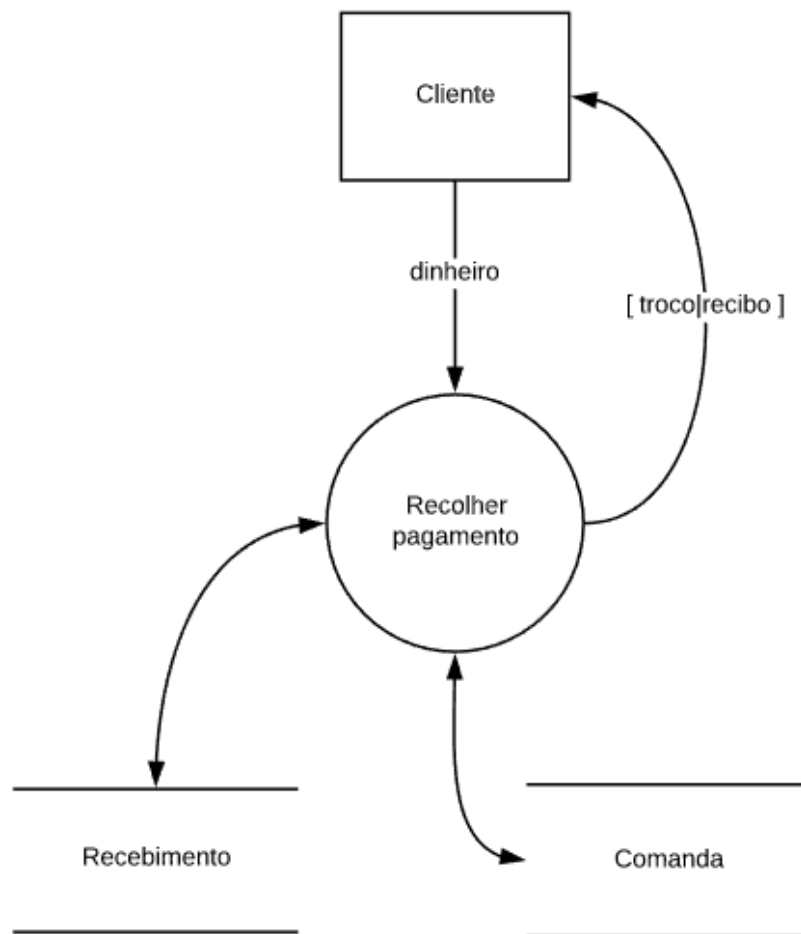 Cliente
dinheiro
[ troco|recibo ]
Recolher
pagamento
Recebimento
Comanda